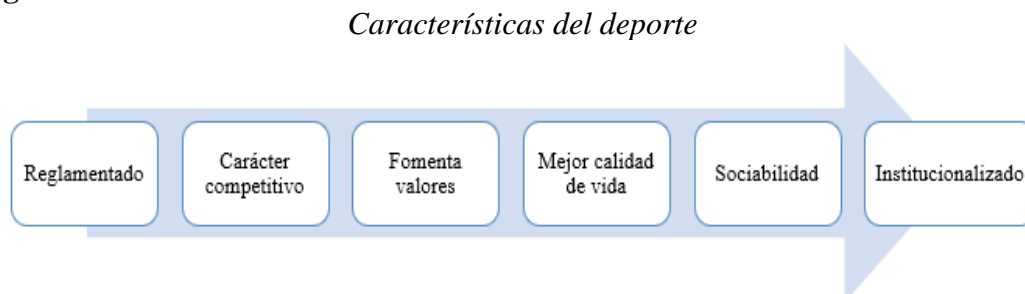 Características del deporte
Reglamentado
Carácter
competitivo
Fomenta
valores
Mejor calidad
de vida
Sociabilidad
Institucionalizado